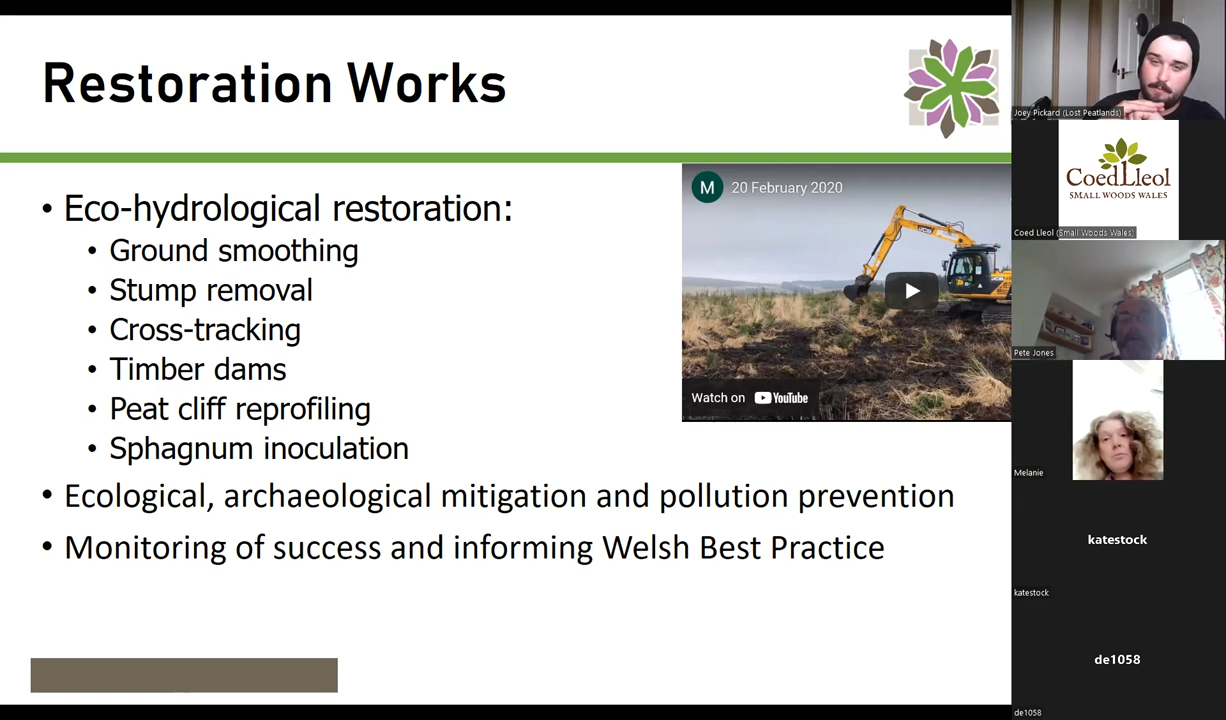 Restoration Works
• Eco-hydrological restoration:
• Ground smoothing
• Stump removal
• Cross-tracking
• Timber dams
• Peat cliff reprofiling
• Sphagnum inoculation
• Ecological, archaeological mitigation and pollution prevention
• Monitoring of success and informing Welsh Best Practice
M 20 February 2020
JCB
Watch on YouTube
Joey Pickard (Lost Peatlands)
Coed Lleol
SMALL WOODS WALES
Coed Lleol (Small Woods Wales)
Pete Jones
Melanie
katestock
katestock
de1058
de1058